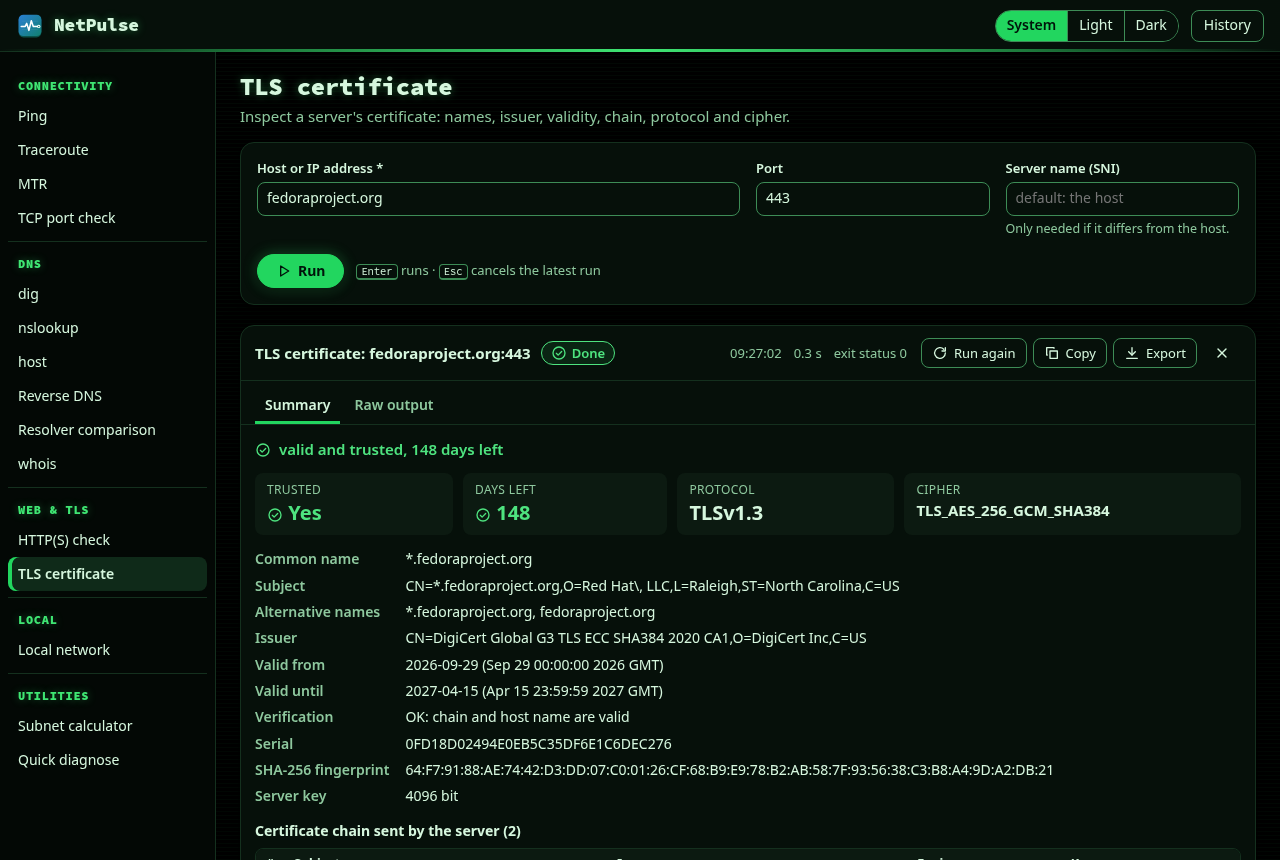 NetPulse
System Light Dark History
CONNECTIVITY
Ping
Traceroute
MTR
TCP port check
DNS
dig
nslookup
host
Reverse DNS
Resolver comparison
whois
WEB & TLS
HTTP(S) check
TLS certificate
LOCAL
Local network
UTILITIES
Subnet calculator
Quick diagnose
TLS certificate
Inspect a server's certificate: names, issuer, validity, chain, protocol and cipher.
Host or IP address * Port Server name (SNI)
fedoraproject.org 443 default: the host
Only needed if it differs from the host.
Run Enter runs · Esc cancels the latest run
TLS certificate: fedoraproject.org:443 Done 09:27:02 0.3 s exit status 0 Run again Copy Export
Summary Raw output
valid and trusted, 148 days left
TRUSTED DAYS LEFT PROTOCOL CIPHER
Yes 148 TLSv1.3 TLS_AES_256_GCM_SHA384
Common name *.fedoraproject.org
Subject CN=*.fedoraproject.org,O=Red Hat\, LLC,L=Raleigh,ST=North Carolina,C=US
Alternative names *.fedoraproject.org, fedoraproject.org
Issuer CN=DigiCert Global G3 TLS ECC SHA384 2020 CA1,O=DigiCert Inc,C=US
Valid from 2026-09-29 (Sep 29 00:00:00 2026 GMT)
Valid until 2027-04-15 (Apr 15 23:59:59 2027 GMT)
Verification OK: chain and host name are valid
Serial 0FD18D02494E0EB5C35DF6E1C6DEC276
SHA-256 fingerprint 64:F7:91:88:AE:74:42:D3:DD:07:C0:01:26:CF:68:B9:E9:78:B2:AB:58:7F:93:56:38:C3:B8:A4:9D:A2:DB:21
Server key 4096 bit
Certificate chain sent by the server (2)